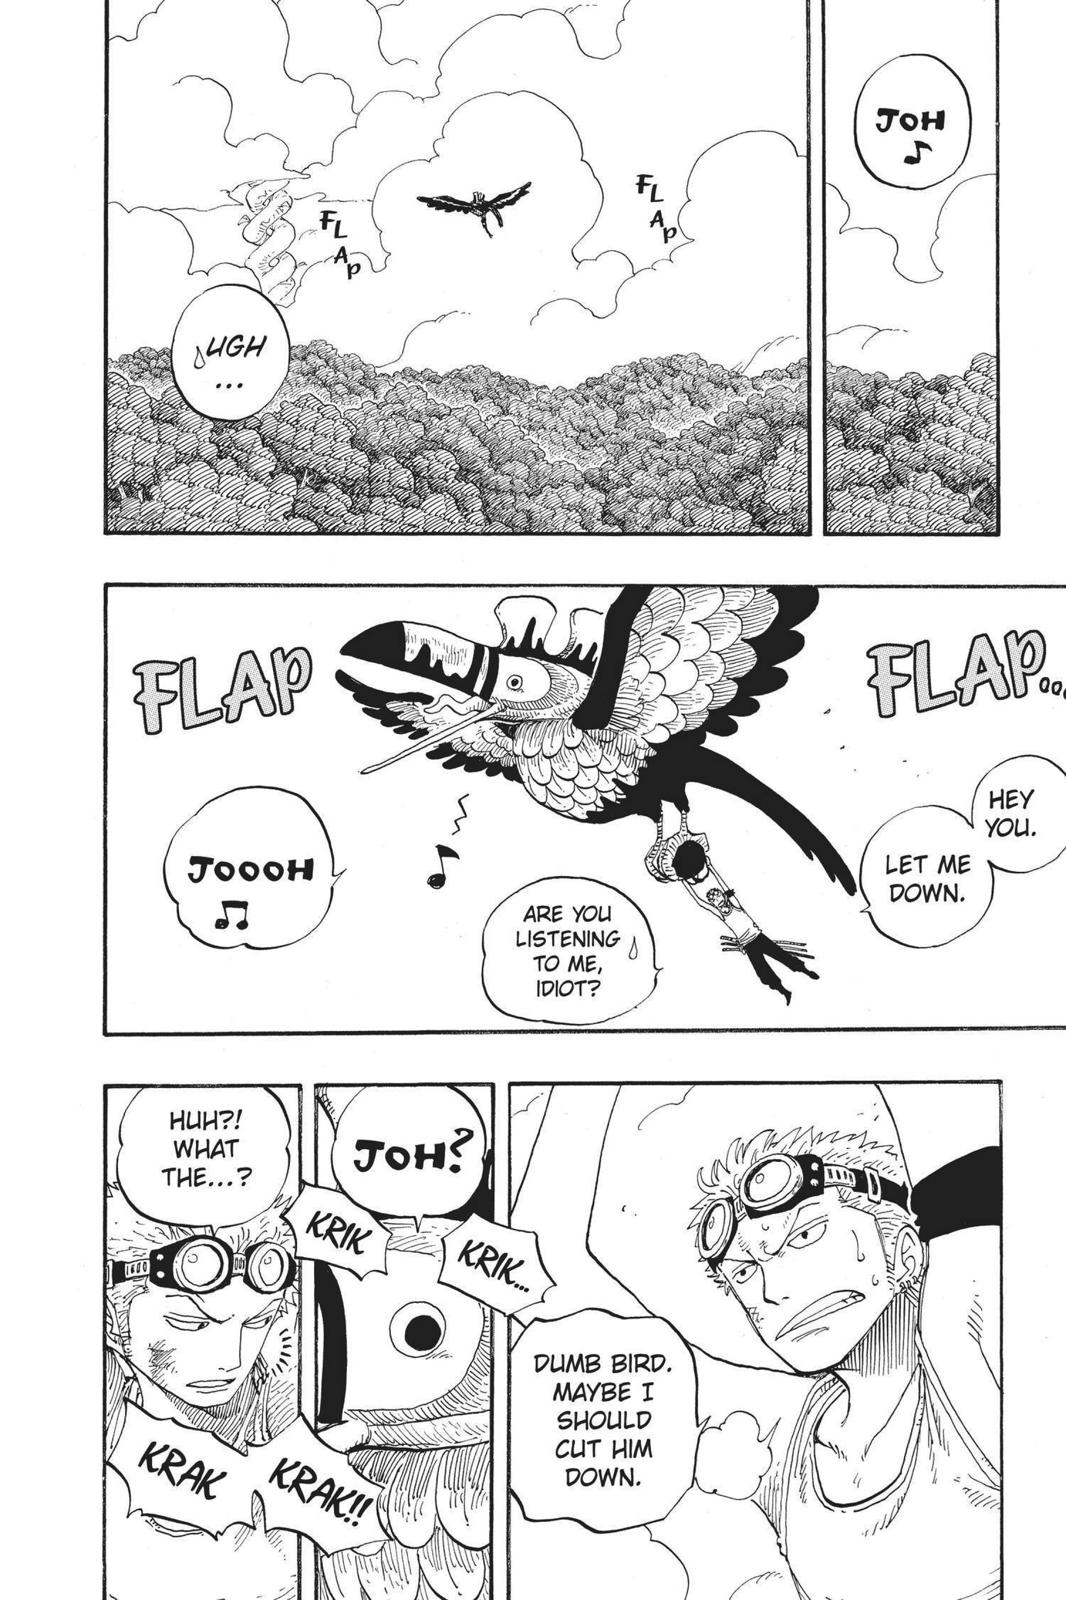 JOH
FLAP
FLAP
UGH
...
FLAP...
HEY
YOU.
LET ME
DOWN.
FLAP
ARE YOU
LISTENING
TO ME,
IDIOT?
JOOOH
DUMB BIRD.
MAYBE I
SHOULD
CUT HIM
DOWN.
JOH?
KRIK...
KRIK
HUH?!
WHAT
THE...?
KRAK!!
KRAK